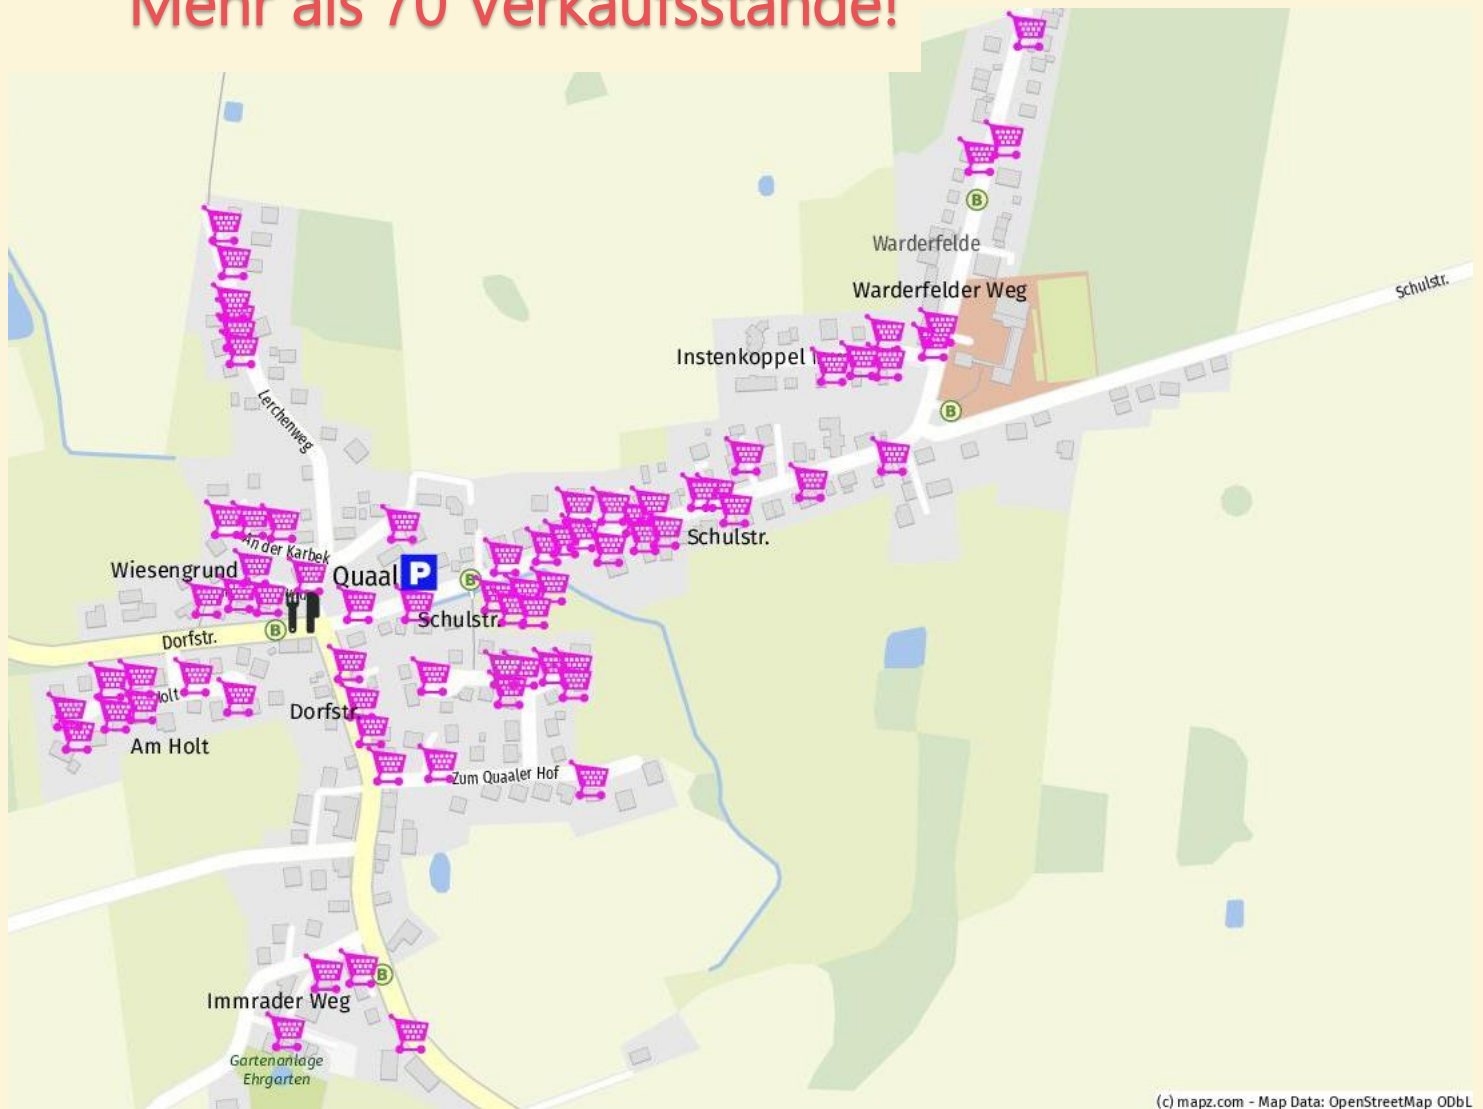 Mehr als 70 Verkaufsstände!
B
Warderfelde
Warderfelder Weg
Schulstr.
Instenkoppel
B
Lerchenweg
Schulstr.
An der Karbek
Wiesengrund
Quaal P
B
Schulstr.
B
Dorfstr.
Holt
Dorfstr.
Am Holt
Zum Quaaler Hof
B
Immrader Weg
Gartenanlage
Ehrgarten
(c) mapz.com - Map Data: OpenStreetMap ODbL